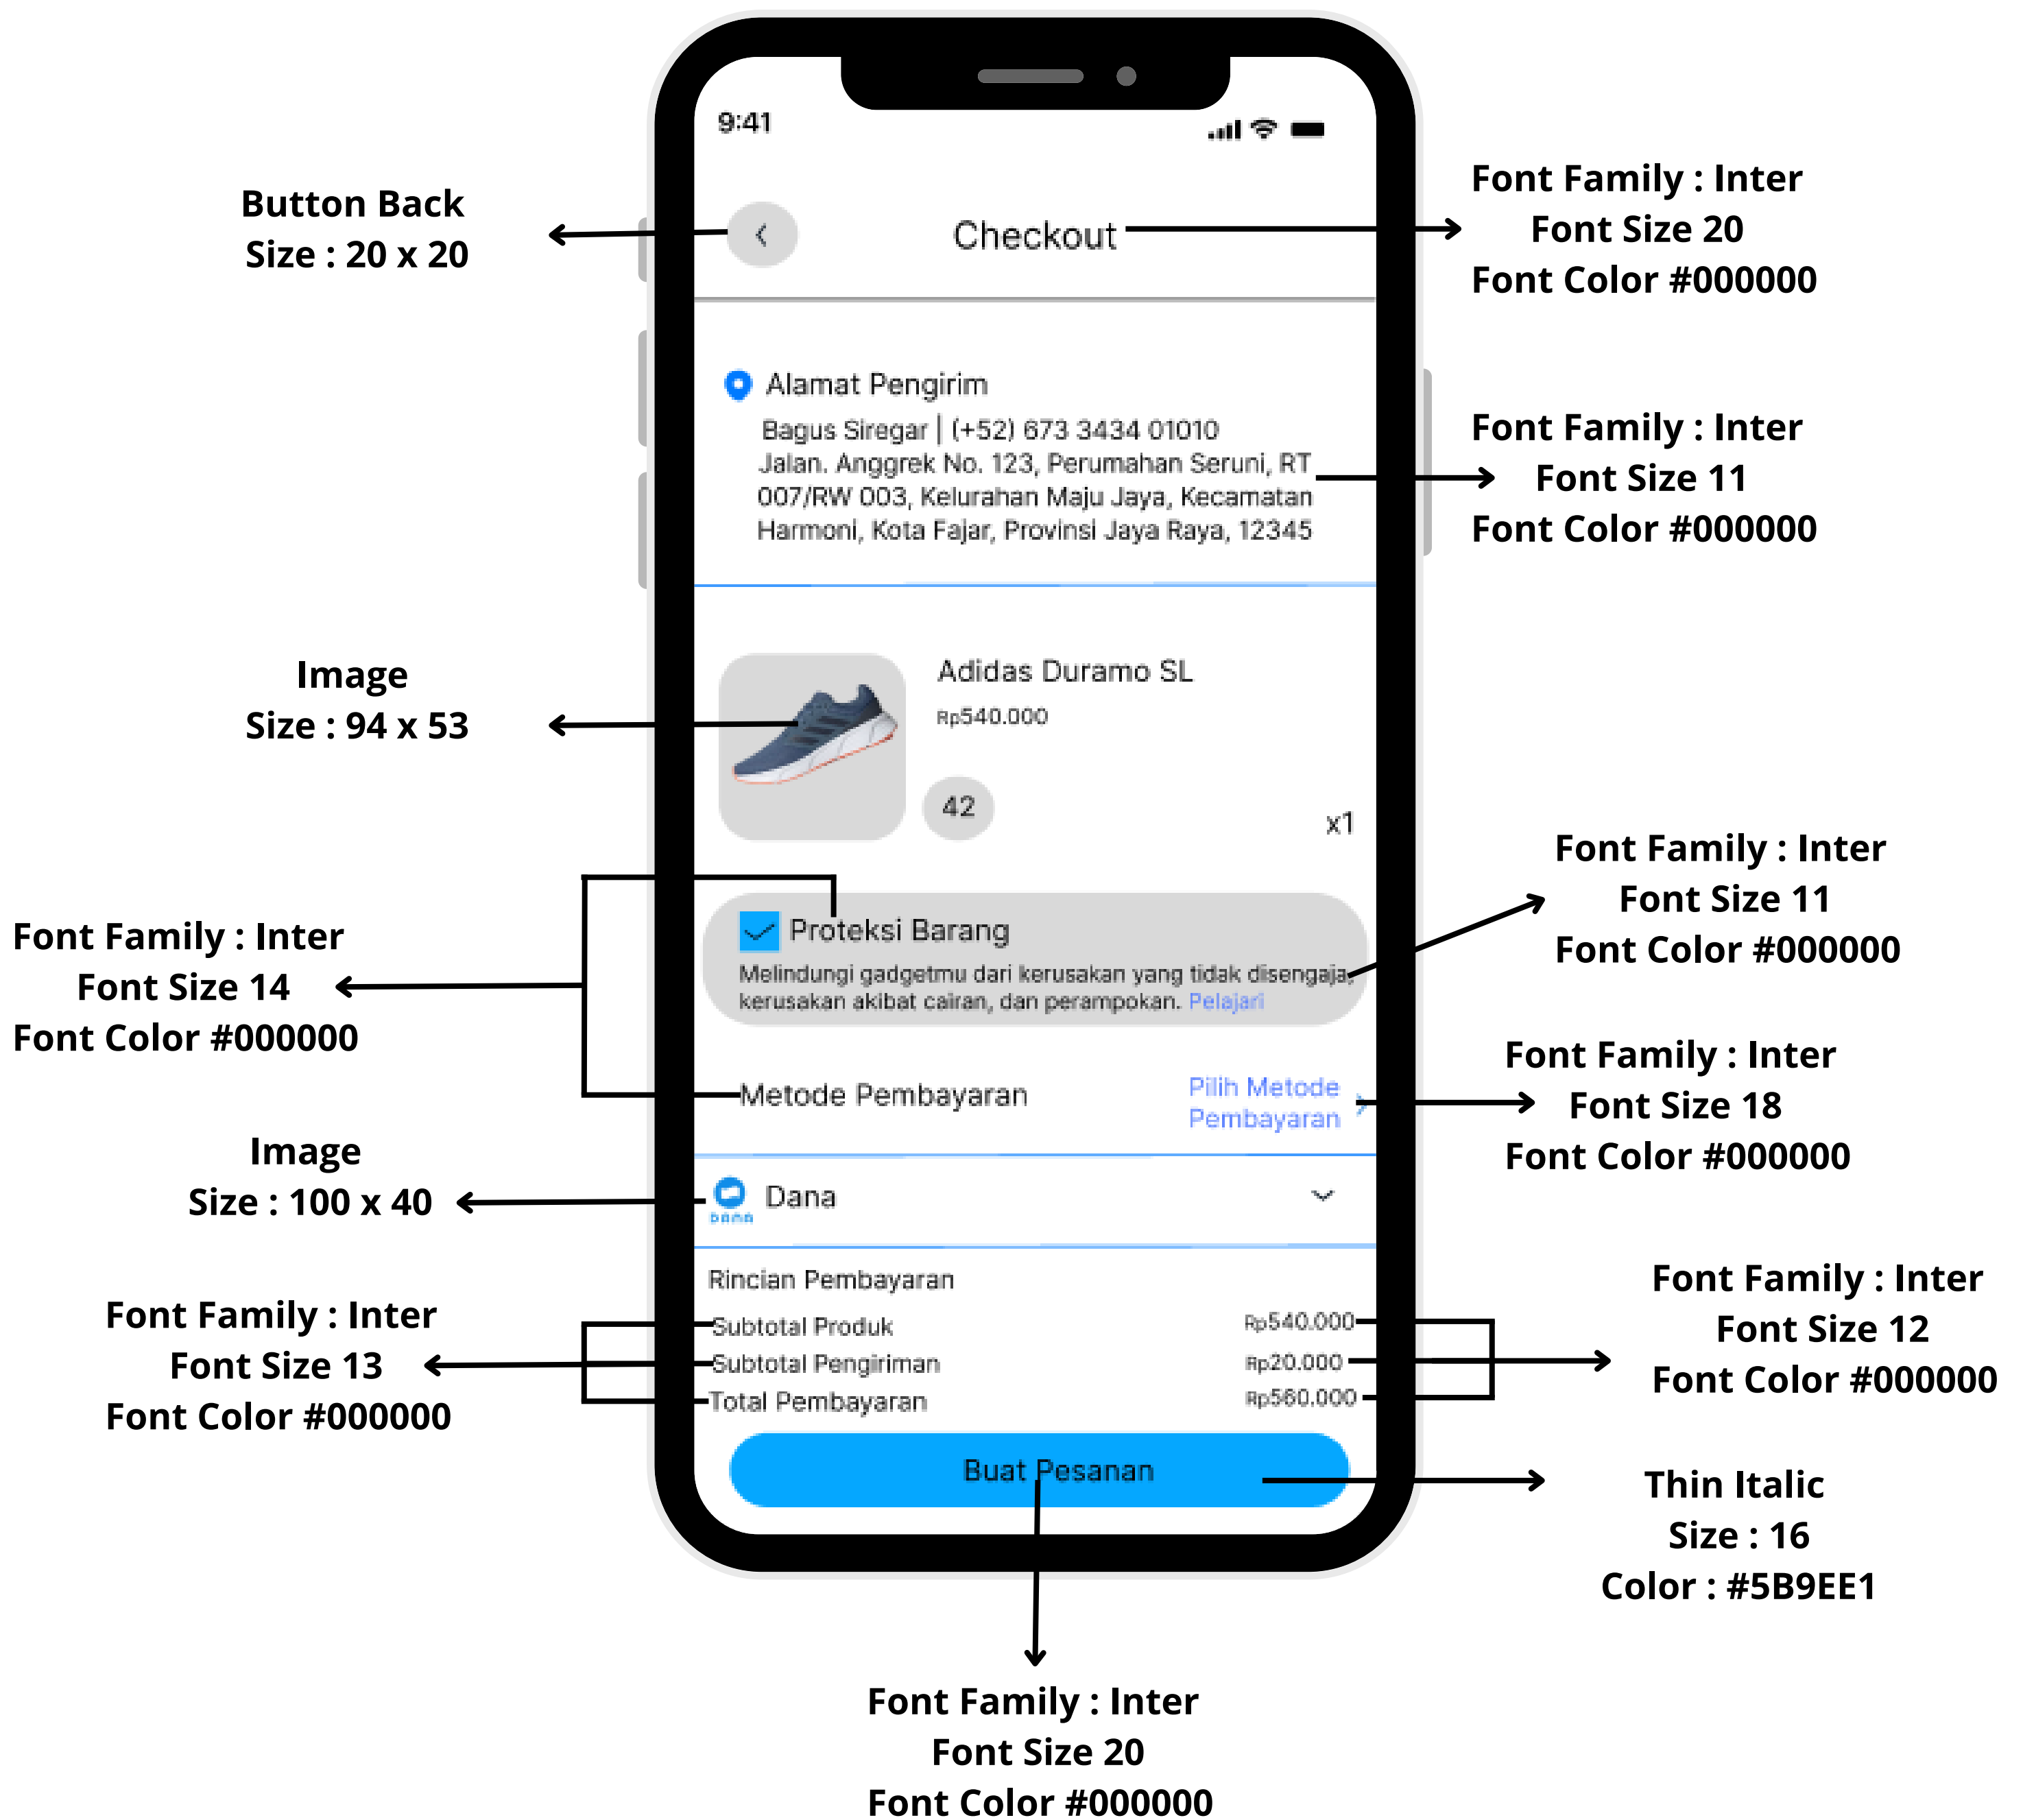 9:41
Button Back
Size : 20 x 20
Checkout
Font Family : Inter
Font Size 20
Font Color #000000
Alamat Pengirim
Bagus Siregar | (+52) 673 3434 01010
Jalan. Anggrek No. 123, Perumahan Seruni, RT
007/RW 003, Kelurahan Maju Jaya, Kecamatan
Harmoni, Kota Fajar, Provinsi Jaya Raya, 12345
Font Family : Inter
Font Size 11
Font Color #000000
Image
Size : 94 x 53
Adidas Duramo SL
Rp540.000
42
x1
Font Family : Inter
Font Size 14
Font Color #000000
Proteksi Barang
Melindungi gadgetmu dari kerusakan yang tidak disengaja,
kerusakan akibat cairan, dan perampokan. Pelajari
Font Family : Inter
Font Size 11
Font Color #000000
Metode Pembayaran
Pilih Metode
Pembayaran
Font Family : Inter
Font Size 18
Font Color #000000
Image
Size : 100 x 40
DANA
Dana
Rincian Pembayaran
Font Family : Inter
Font Size 13
Font Color #000000
Subtotal Produk Rp540.000
Subtotal Pengiriman Rp20.000
Total Pembayaran Rp560.000
Font Family : Inter
Font Size 12
Font Color #000000
Buat Pesanan
Thin Italic
Size : 16
Color : #5B9EE1
Font Family : Inter
Font Size 20
Font Color #000000